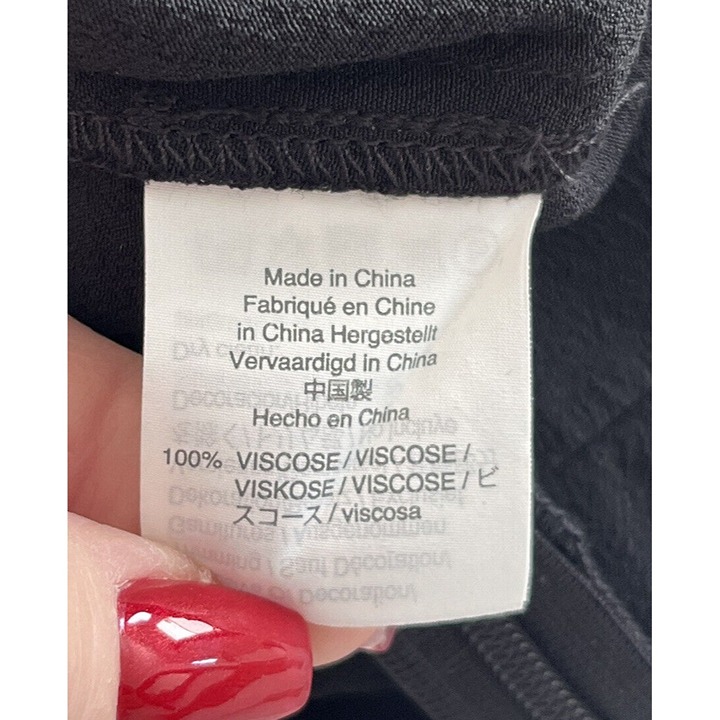 Made in China
Fabriqué en Chine
in China Hergestellt
Vervaardigd in China
中国製
Hecho en China
100% VISCOSE/VISCOSE/
VISKOSE/VISCOSE/ビ
スコース/viscosa